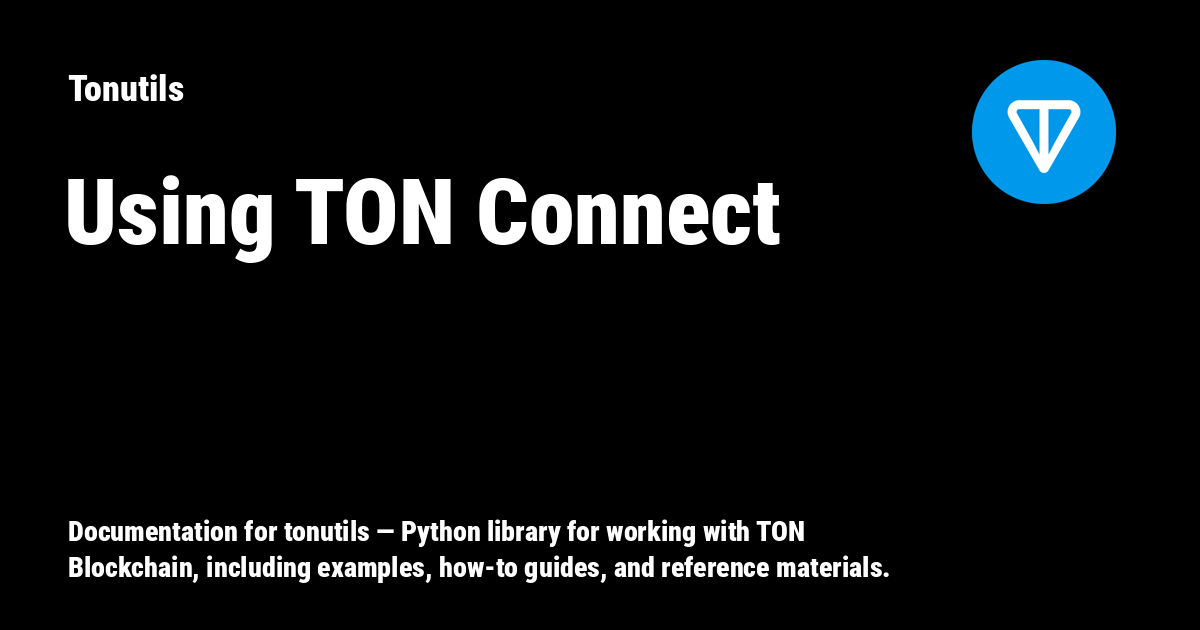 Tonutils
Using TON Connect
Documentation for tonutils — Python library for working with TON
Blockchain, including examples, how-to guides, and reference materials.